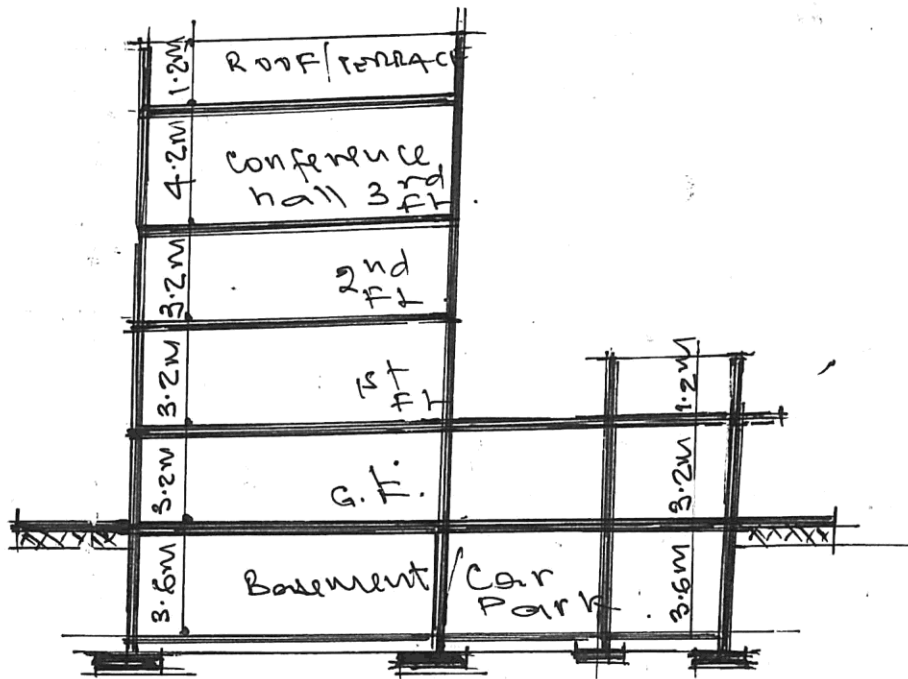 1.2M
ROOF/TERRACE
4.2M
Conference
hall 3rd
FL.
3.2M
2nd
FL
3.2M
1st
FL
1.2M
3.2M
G.F.
3.2M
3.6M
Basement/Car
Park
3.6M